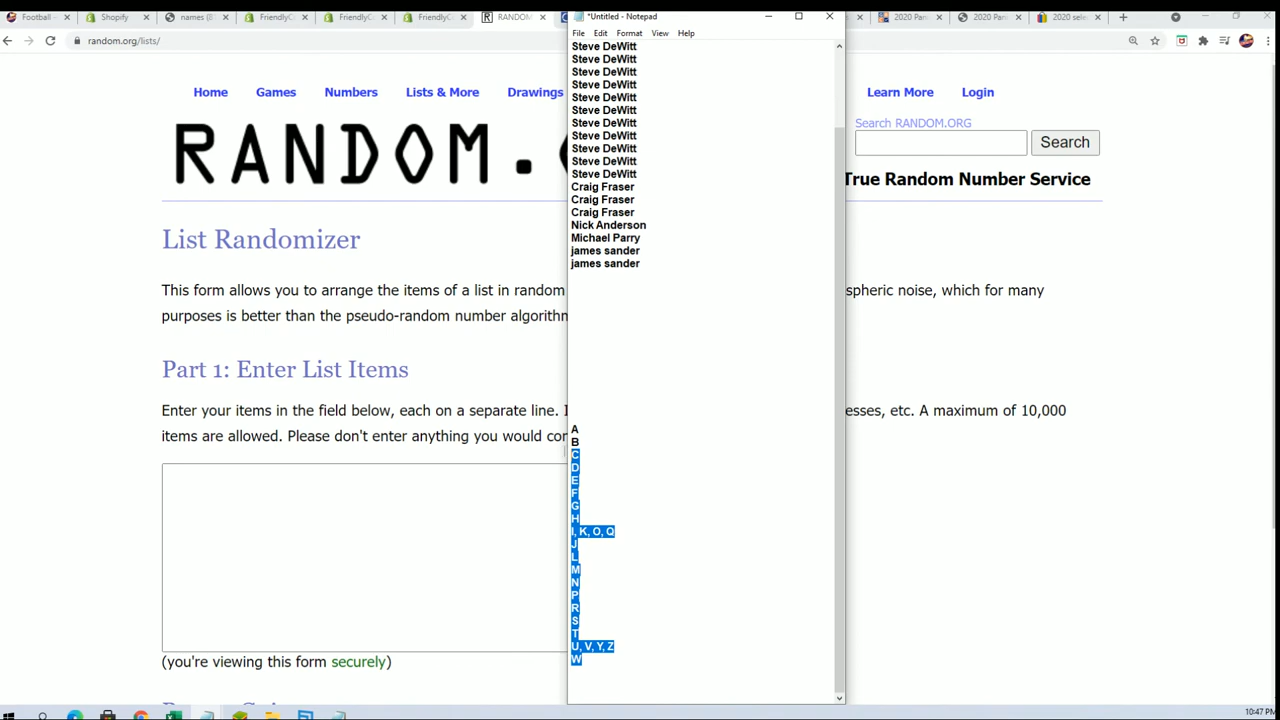 Football
Shopify
names (8
FriendlyC
FriendlyC
FriendlyC
RANDOM
2020 Pani
2020 Pani
2020 sele
random.org/lists/
*Untitled - Notepad
File Edit Format View Help
Home Games Numbers Lists & More Drawings Learn More Login
Search RANDOM.ORG
Search
RANDOM.
True Random Number Service
List Randomizer
This form allows you to arrange the items of a list in random
spheric noise, which for many
purposes is better than the pseudo-random number algorithm
Part 1: Enter List Items
Enter your items in the field below, each on a separate line.
esses, etc. A maximum of 10,000
items are allowed. Please don't enter anything you would
(you're viewing this form securely)
Steve DeWitt
Steve DeWitt
Steve DeWitt
Steve DeWitt
Steve DeWitt
Steve DeWitt
Steve DeWitt
Steve DeWitt
Steve DeWitt
Steve DeWitt
Steve DeWitt
Craig Fraser
Craig Fraser
Craig Fraser
Nick Anderson
Michael Parry
james sander
james sander
A
B
C
D
E
F
G
H
I, K, O, Q
J
L
M
N
P
R
S
T
U, V, Y, Z
W
10:47 PM